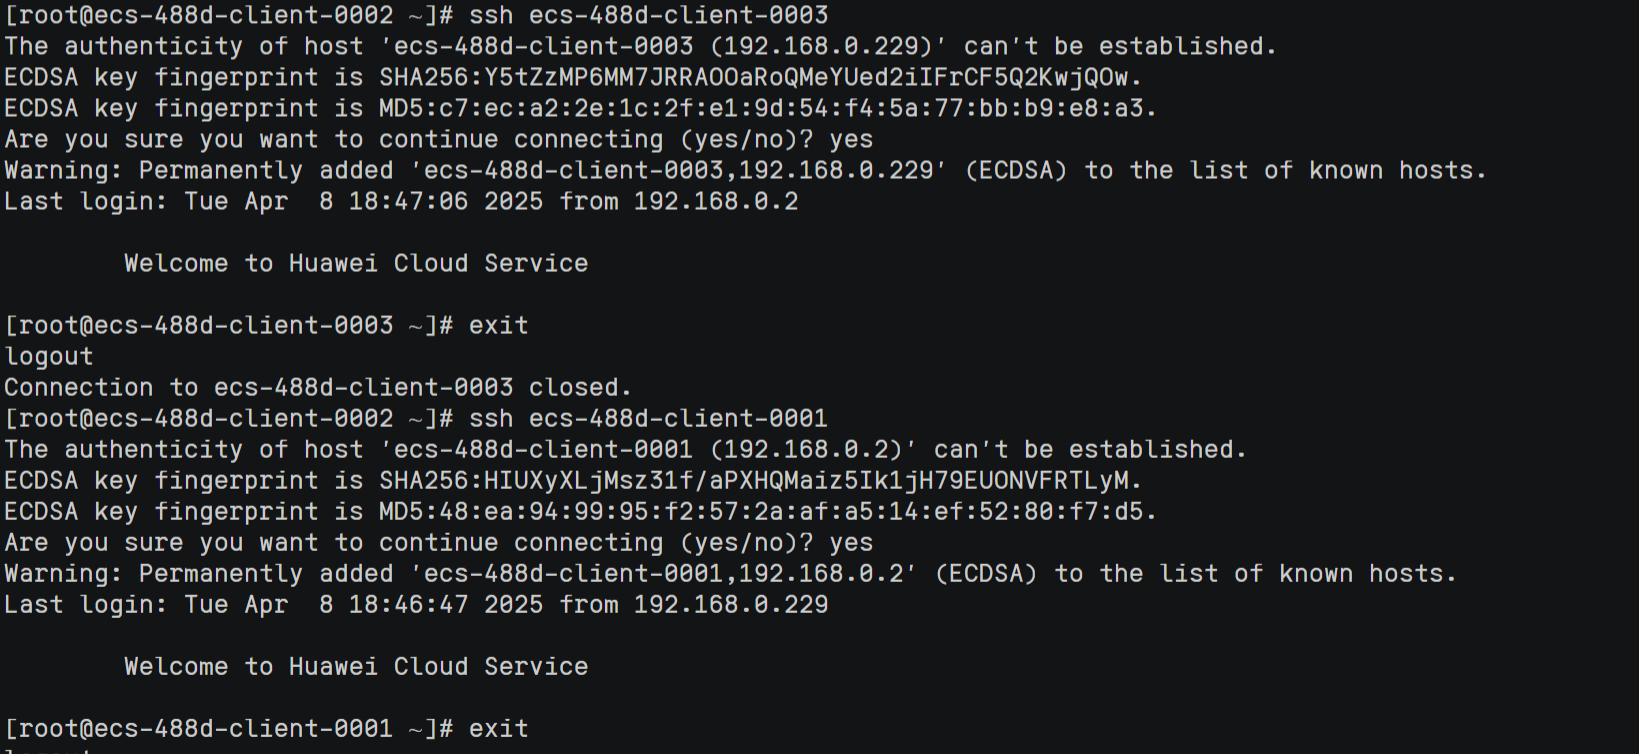 [root@ecs-488d-client-0002 ~]# ssh ecs-488d-client-0003
The authenticity of host 'ecs-488d-client-0003 (192.168.0.229)' can't be established.
ECDSA key fingerprint is SHA256:Y5tZzMP6MM7JRRAOOaRoQMeYUed2iIFrCF5Q2KwjQOw.
ECDSA key fingerprint is MD5:c7:ec:a2:2e:1c:2f:e1:9d:54:f4:5a:77:bb:b9:e8:a3.
Are you sure you want to continue connecting (yes/no)? yes
Warning: Permanently added 'ecs-488d-client-0003,192.168.0.229' (ECDSA) to the list of known hosts.
Last login: Tue Apr  8 18:47:06 2025 from 192.168.0.2
Welcome to Huawei Cloud Service
[root@ecs-488d-client-0003 ~]# exit
logout
Connection to ecs-488d-client-0003 closed.
[root@ecs-488d-client-0002 ~]# ssh ecs-488d-client-0001
The authenticity of host 'ecs-488d-client-0001 (192.168.0.2)' can't be established.
ECDSA key fingerprint is SHA256:HIUXyXLjMsz31f/aPXHQMaiz5Ik1jH79EUONVFRTLyM.
ECDSA key fingerprint is MD5:48:ea:94:99:95:f2:57:2a:af:a5:14:ef:52:80:f7:d5.
Are you sure you want to continue connecting (yes/no)? yes
Warning: Permanently added 'ecs-488d-client-0001,192.168.0.2' (ECDSA) to the list of known hosts.
Last login: Tue Apr  8 18:46:47 2025 from 192.168.0.229
Welcome to Huawei Cloud Service
[root@ecs-488d-client-0001 ~]# exit